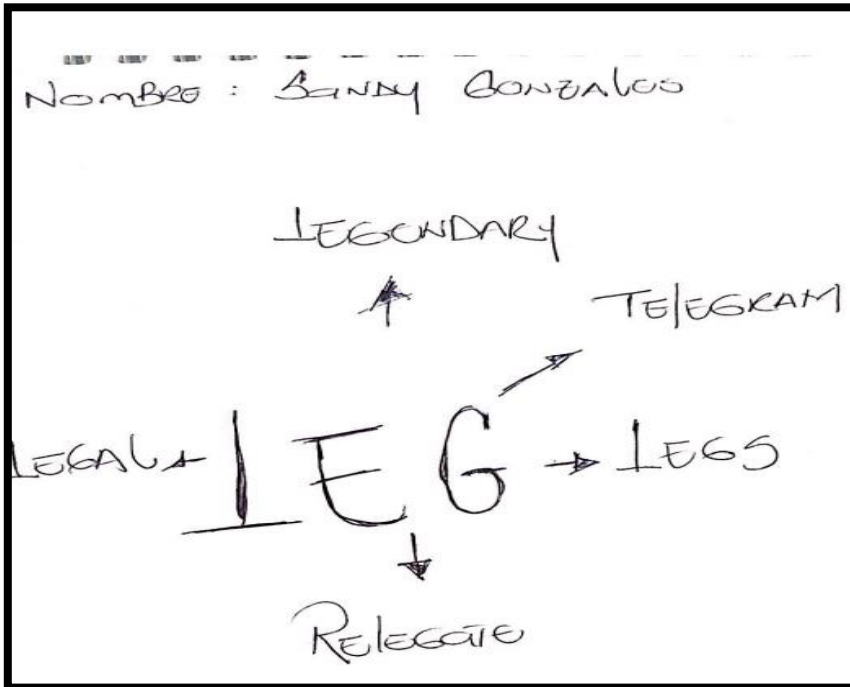 NOMBRE : SANDY GONZALES
LEGENDARY
TELEGRAM
LEGAL
LEG
LEGS
RELEGATE